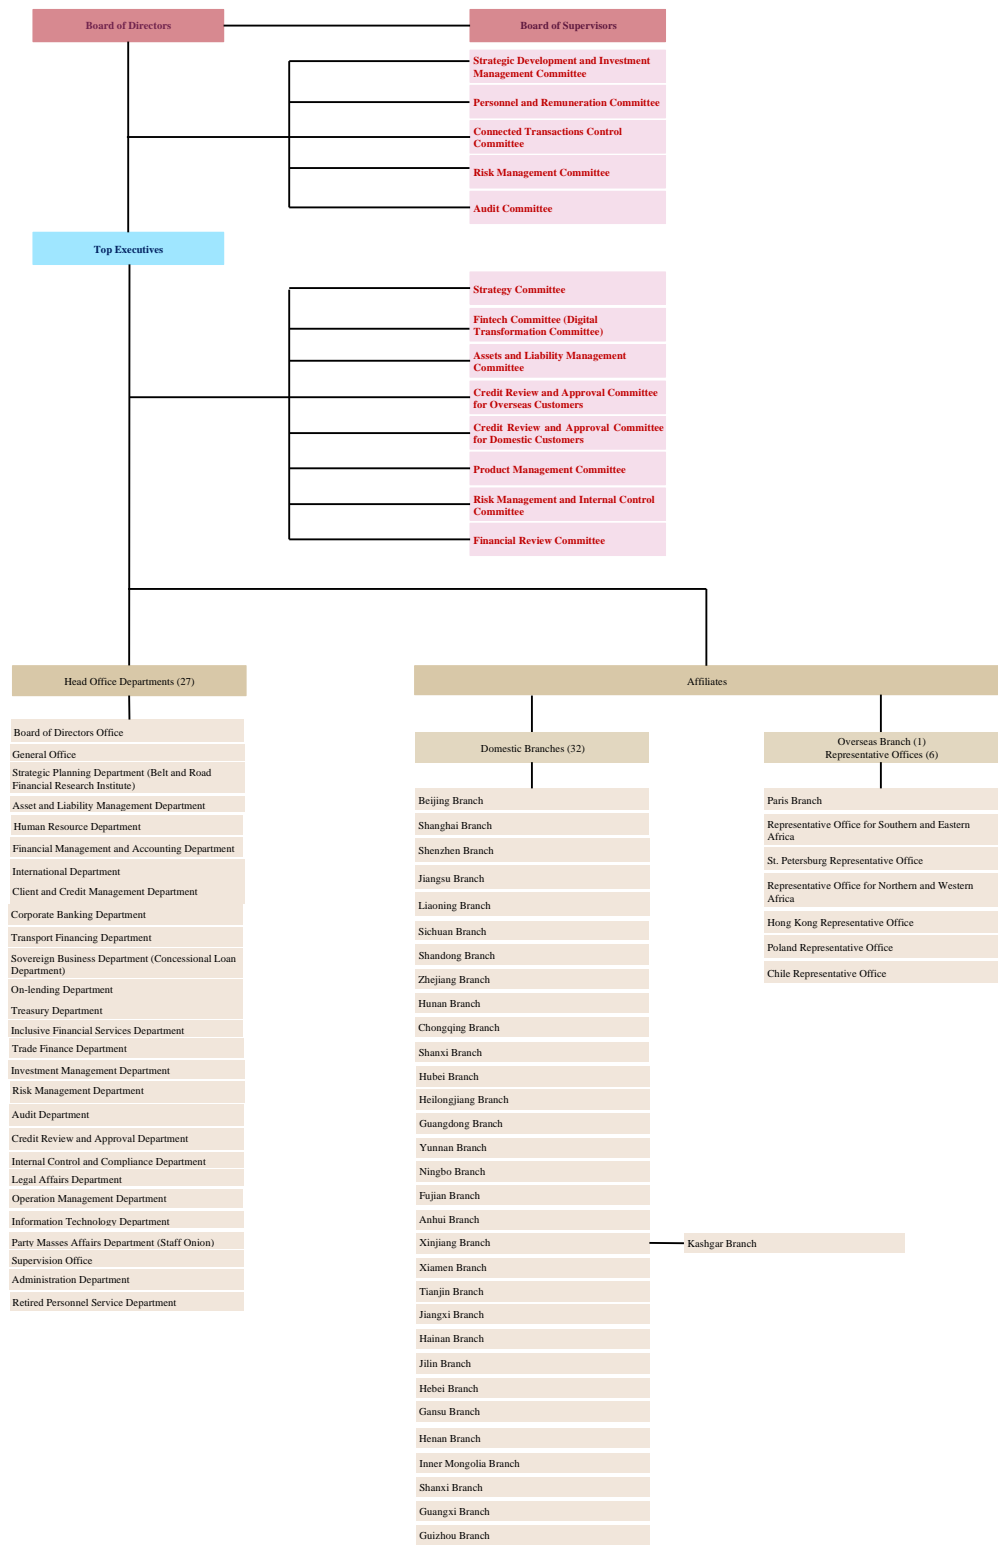 Board of Directors
Board of Supervisors
Strategic Development and Investment
Management Committee
Personnel and Remuneration Committee
Connected Transactions Control
Committee
Risk Management Committee
Audit Committee
Top Executives
Strategy Committee
Fintech Committee (Digital
Transformation Committee)
Assets and Liability Management
Committee
Credit Review and Approval Committee
for Overseas Customers
Credit Review and Approval Committee
for Domestic Customers
Product Management Committee
Risk Management and Internal Control
Committee
Financial Review Committee
Head Office Departments (27)
Board of Directors Office
General Office
Strategic Planning Department (Belt and Road
Financial Research Institute)
Asset and Liability Management Department
Human Resource Department
Financial Management and Accounting Department
International Department
Client and Credit Management Department
Corporate Banking Department
Transport Financing Department
Sovereign Business Department (Concessional Loan
Department)
On-lending Department
Treasury Department
Inclusive Financial Services Department
Trade Finance Department
Investment Management Department
Risk Management Department
Audit Department
Credit Review and Approval Department
Internal Control and Compliance Department
Legal Affairs Department
Operation Management Department
Information Technology Department
Party Masses Affairs Department (Staff Onion)
Supervision Office
Administration Department
Retired Personnel Service Department
Affiliates
Domestic Branches (32)
Beijing Branch
Shanghai Branch
Shenzhen Branch
Jiangsu Branch
Liaoning Branch
Sichuan Branch
Shandong Branch
Zhejiang Branch
Hunan Branch
Chongqing Branch
Shanxi Branch
Hubei Branch
Heilongjiang Branch
Guangdong Branch
Yunnan Branch
Ningbo Branch
Fujian Branch
Anhui Branch
Xinjiang Branch
Kashgar Branch
Xiamen Branch
Tianjin Branch
Jiangxi Branch
Hainan Branch
Jilin Branch
Hebei Branch
Gansu Branch
Henan Branch
Inner Mongolia Branch
Shanxi Branch
Guangxi Branch
Guizhou Branch
Overseas Branch (1)
Representative Offices (6)
Paris Branch
Representative Office for Southern and Eastern
Africa
St. Petersburg Representative Office
Representative Office for Northern and Western
Africa
Hong Kong Representative Office
Poland Representative Office
Chile Representative Office